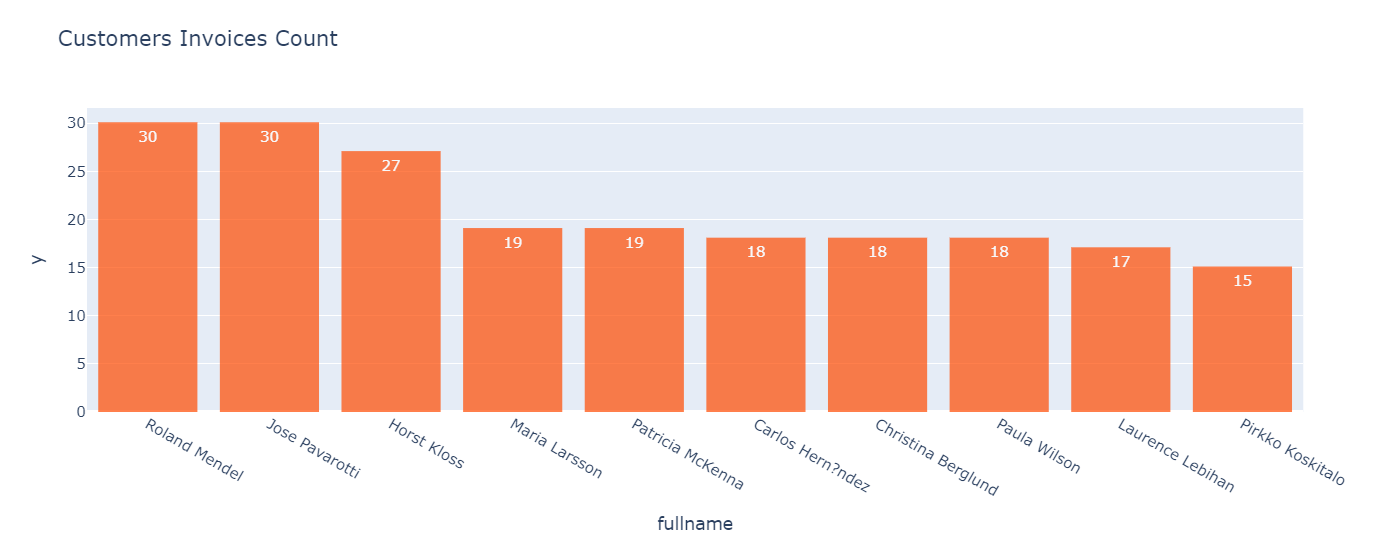 Customers Invoices Count
y
30
25
20
15
10
5
0
30
30
27
19
19
18
18
18
17
15
Roland Mendel
Jose Pavarotti
Horst Kloss
Maria Larsson
Patricia McKenna
Carlos Hern?ndez
Christina Berglund
Paula Wilson
Laurence Lebihan
Pirkko Koskitalo
fullname